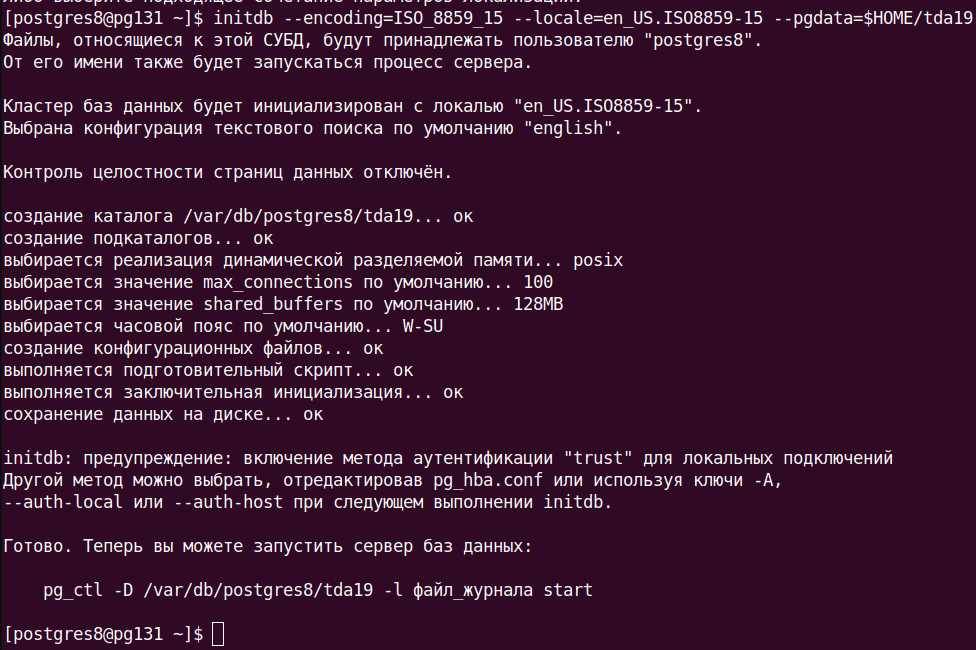 [postgres8@pg131 ~]$ initdb --encoding=ISO_8859_15 --locale=en_US.ISO8859-15 --pgdata=$HOME/tda19
Файлы, относящиеся к этой СУБД, будут принадлежать пользователю "postgres8".
От его имени также будет запускаться процесс сервера.
Кластер баз данных будет инициализирован с локалью "en_US.ISO8859-15".
Выбрана конфигурация текстового поиска по умолчанию "english".
Контроль целостности страниц данных отключён.
создание каталога /var/db/postgres8/tda19... ок
создание подкаталогов... ок
выбирается реализация динамической разделяемой памяти... posix
выбирается значение max_connections по умолчанию... 100
выбирается значение shared_buffers по умолчанию... 128MB
выбирается часовой пояс по умолчанию... W-SU
создание конфигурационных файлов... ок
выполняется подготовительный скрипт... ок
выполняется заключительная инициализация... ок
сохранение данных на диске... ок
initdb: предупреждение: включение метода аутентификации "trust" для локальных подключений
Другой метод можно выбрать, отредактировав pg_hba.conf или используя ключи -A,
--auth-local или --auth-host при следующем выполнении initdb.
Готово. Теперь вы можете запустить сервер баз данных:
pg_ctl -D /var/db/postgres8/tda19 -l файл_журнала start
[postgres8@pg131 ~]$